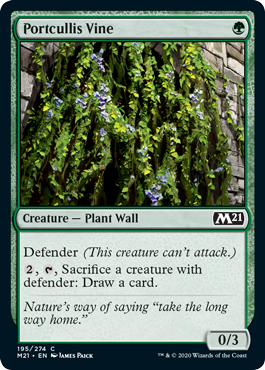 Portcullis Vine
Creature — Plant Wall
M21
Defender (This creature can't attack.)
2, , Sacrifice a creature with
defender: Draw a card.
Nature's way of saying “take the long
way home.”
0/3
195/274 C
M21 • EN JAMES PAICK
™ & © 2020 Wizards of the Coast